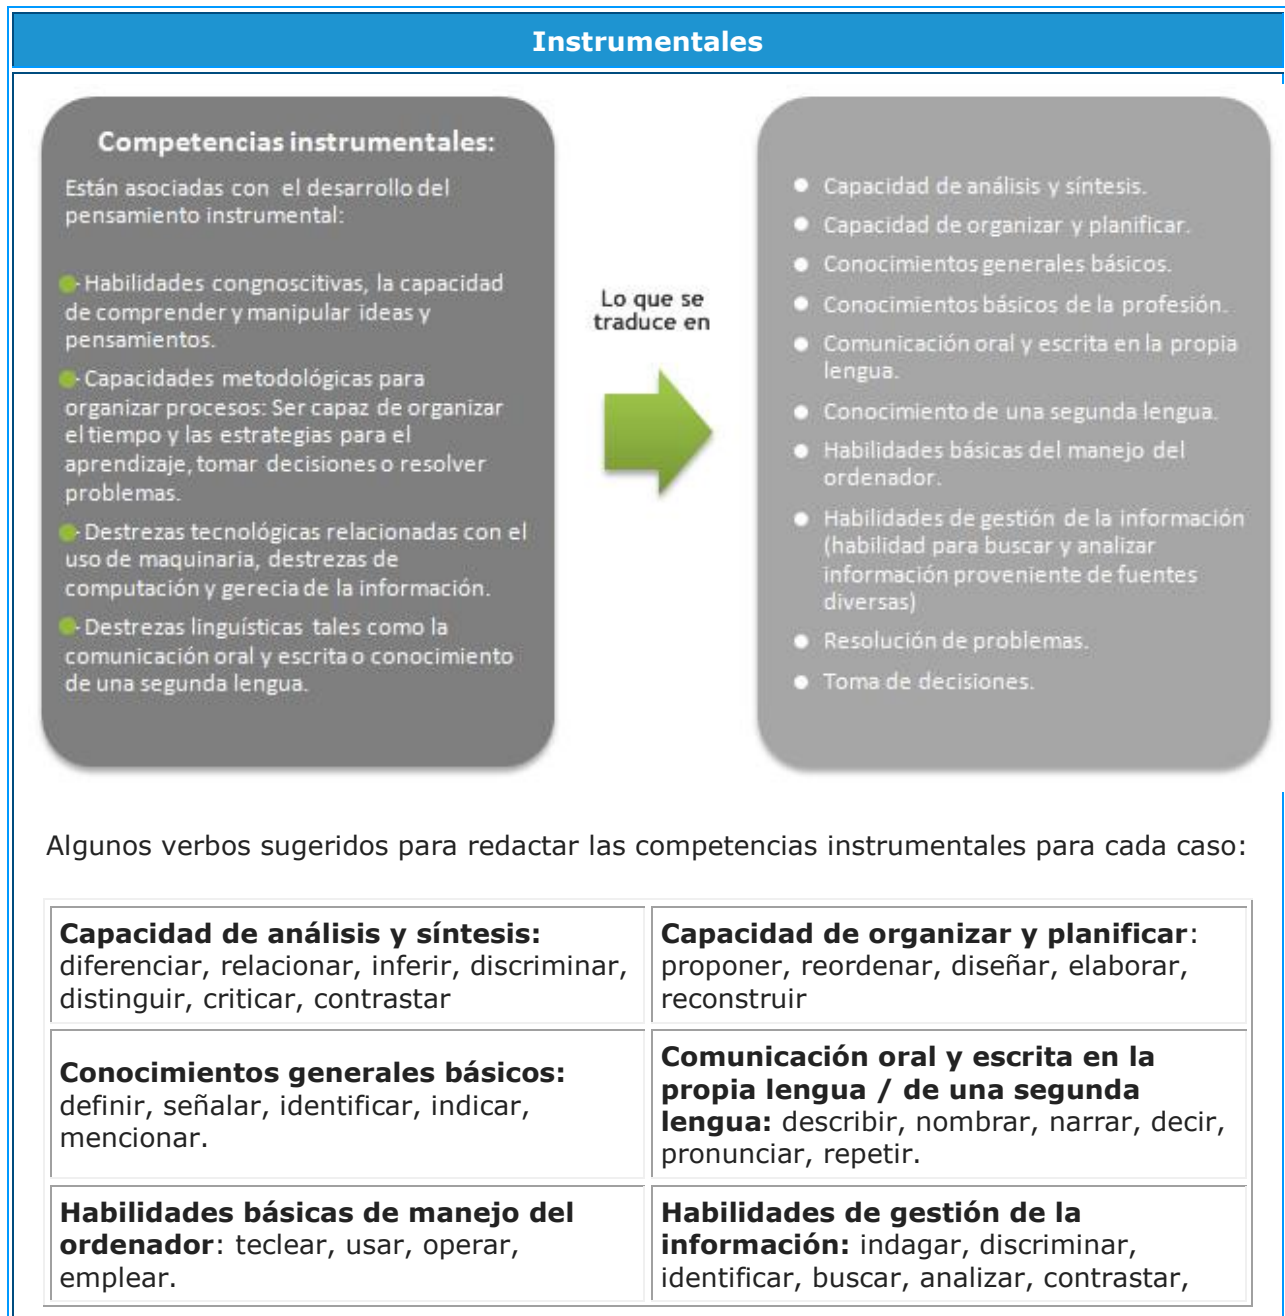 Instrumentales
Competencias instrumentales:
Están asociadas con el desarrollo del
pensamiento instrumental:
- Habilidades congnoscitivas, la capacidad
de comprender y manipular ideas y
pensamientos.
- Capacidades metodológicas para
organizar procesos: Ser capaz de organizar
el tiempo y las estrategias para el
aprendizaje, tomar decisiones o resolver
problemas.
- Destrezas tecnológicas relacionadas con el
uso de maquinaria, destrezas de
computación y gerecia de la información.
- Destrezas linguísticas tales como la
comunicación oral y escrita o conocimiento
de una segunda lengua.
Lo que se
traduce en
• Capacidad de análisis y síntesis.
• Capacidad de organizar y planificar.
• Conocimientos generales básicos.
• Conocimientos básicos de la profesión.
• Comunicación oral y escrita en la propia
lengua.
• Conocimiento de una segunda lengua.
• Habilidades básicas del manejo del
ordenador.
• Habilidades de gestión de la información
(habilidad para buscar y analizar
información proveniente de fuentes
diversas)
• Resolución de problemas.
• Toma de decisiones.
Algunos verbos sugeridos para redactar las competencias instrumentales para cada caso:
Capacidad de análisis y síntesis:
diferenciar, relacionar, inferir, discriminar,
distinguir, criticar, contrastar
Capacidad de organizar y planificar:
proponer, reordenar, diseñar, elaborar,
reconstruir
Conocimientos generales básicos:
definir, señalar, identificar, indicar,
mencionar.
Comunicación oral y escrita en la
propia lengua / de una segunda
lengua: describir, nombrar, narrar, decir,
pronunciar, repetir.
Habilidades básicas de manejo del
ordenador: teclear, usar, operar,
emplear.
Habilidades de gestión de la
información: indagar, discriminar,
identificar, buscar, analizar, contrastar,